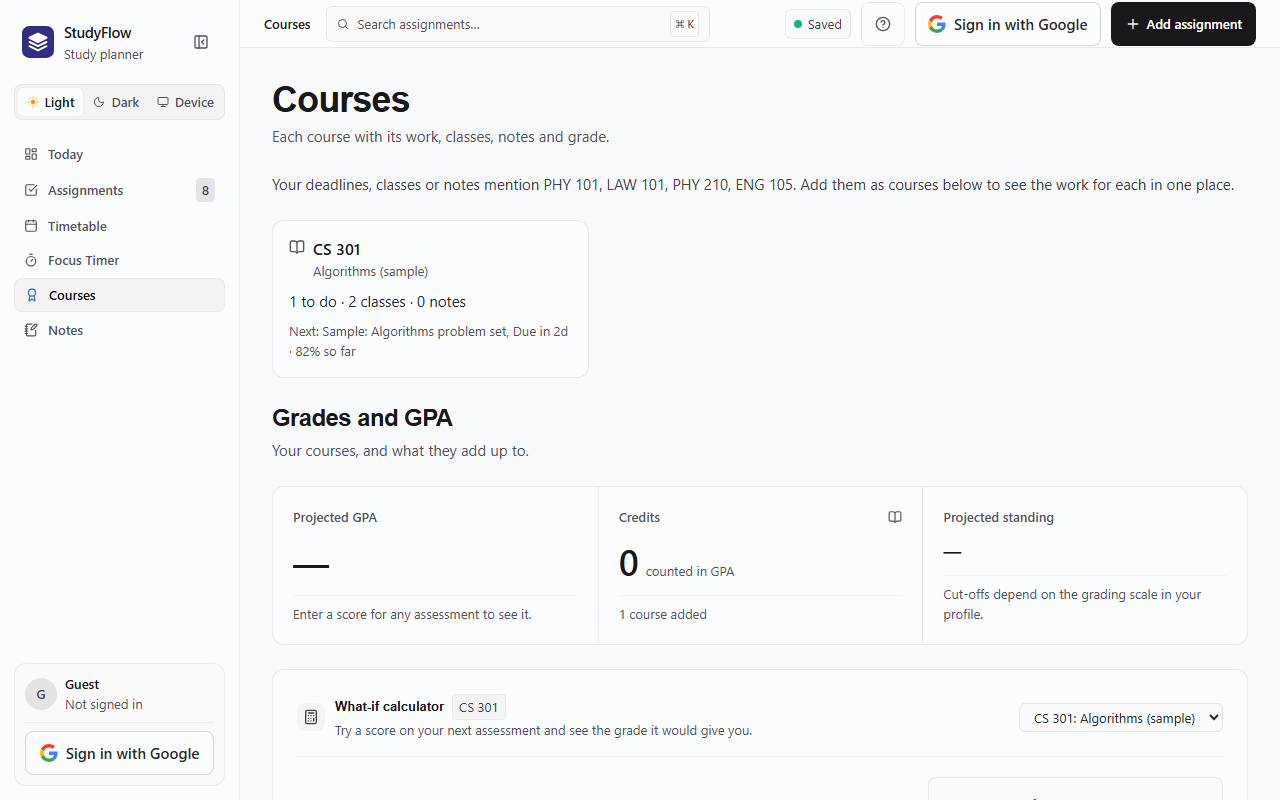 StudyFlow
Study planner
Light
Dark
Device
Today
Assignments
8
Timetable
Focus Timer
Courses
Notes
G
Guest
Not signed in
Sign in with Google
Courses
Search assignments...
⌘ K
Saved
Sign in with Google
Add assignment
Courses
Each course with its work, classes, notes and grade.
Your deadlines, classes or notes mention PHY 101, LAW 101, PHY 210, ENG 105. Add them as courses below to see the work for each in one place.
CS 301
Algorithms (sample)
1 to do · 2 classes · 0 notes
Next: Sample: Algorithms problem set, Due in 2d
· 82% so far
Grades and GPA
Your courses, and what they add up to.
Projected GPA
—
Enter a score for any assessment to see it.
Credits
0 counted in GPA
1 course added
Projected standing
—
Cut-offs depend on the grading scale in your
profile.
What-if calculator
CS 301
Try a score on your next assessment and see the grade it would give you.
CS 301: Algorithms (sample)